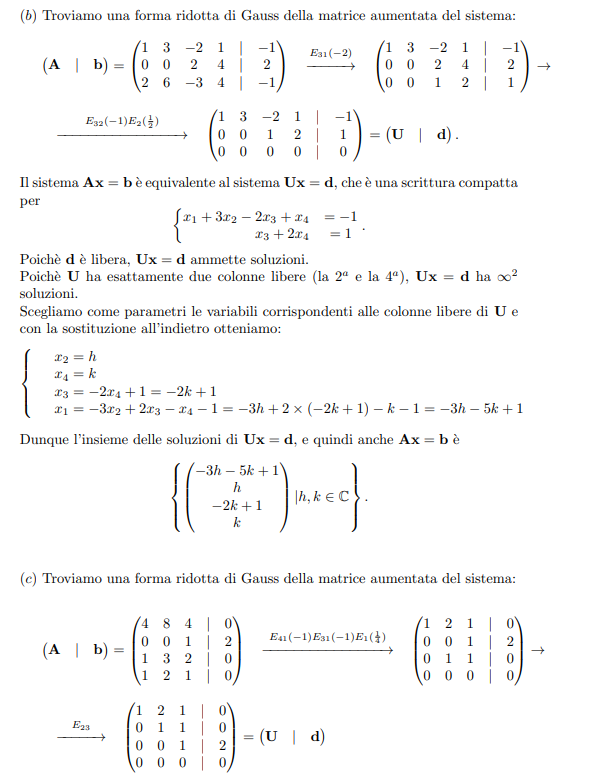 (b) Troviamo una forma ridotta di Gauss della matrice aumentata del sistema:
(A | b) = (1 3 −2 1 | −1; 0 0 2 4 | 2; 2 6 −3 4 | −1) E₃₁(−2) → (1 3 −2 1 | −1; 0 0 2 4 | 2; 0 0 1 2 | 1) →
E₃₂(−1)E₂(1/2) → (1 3 −2 1 | −1; 0 0 1 2 | 1; 0 0 0 0 | 0) = (U | d).
Il sistema Ax = b è equivalente al sistema Ux = d, che è una scrittura compatta
per
{ x₁ + 3x₂ − 2x₃ + x₄ = −1
x₃ + 2x₄ = 1 .
Poichè d è libera, Ux = d ammette soluzioni.
Poichè U ha esattamente due colonne libere (la 2ᵃ e la 4ᵃ), Ux = d ha ∞²
soluzioni.
Scegliamo come parametri le variabili corrispondenti alle colonne libere di U e
con la sostituzione all'indietro otteniamo:
{ x₂ = h
x₄ = k
x₃ = −2x₄ + 1 = −2k + 1
x₁ = −3x₂ + 2x₃ − x₄ − 1 = −3h + 2 × (−2k + 1) − k − 1 = −3h − 5k + 1
Dunque l'insieme delle soluzioni di Ux = d, e quindi anche Ax = b è
{ (−3h − 5k + 1; h; −2k + 1; k) |h, k ∈ ℂ } .
(c) Troviamo una forma ridotta di Gauss della matrice aumentata del sistema:
(A | b) = (4 8 4 | 0; 0 0 1 | 2; 1 3 2 | 0; 1 2 1 | 0) E₄₁(−1)E₃₁(−1)E₁(1/4) → (1 2 1 | 0; 0 0 1 | 2; 0 1 1 | 0; 0 0 0 | 0) →
E₂₃ → (1 2 1 | 0; 0 1 1 | 0; 0 0 1 | 2; 0 0 0 | 0) = (U | d)